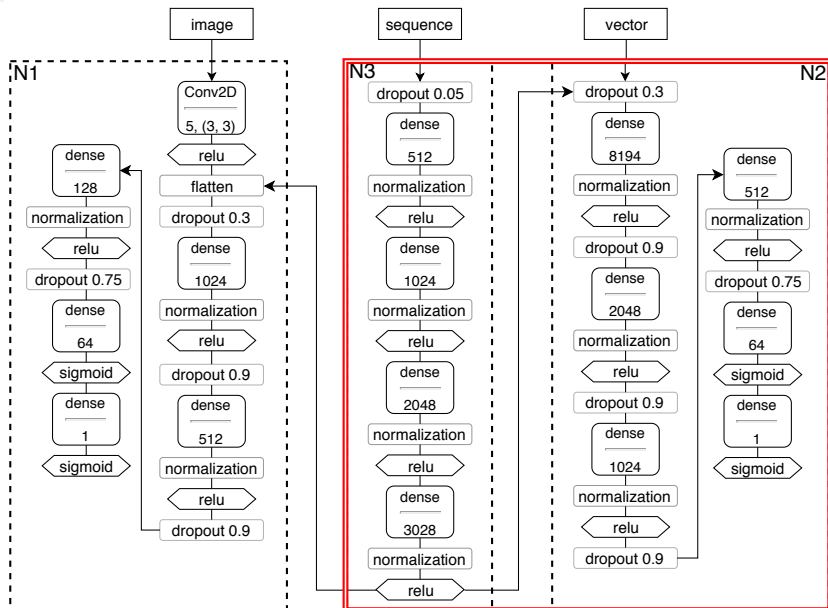 image
sequence
vector
N1
Conv2D
5, (3, 3)
relu
flatten
dropout 0.3
dense
1024
normalization
relu
dropout 0.9
dense
512
normalization
relu
dropout 0.9
dense
128
normalization
relu
dropout 0.75
dense
64
sigmoid
dense
1
sigmoid
N3
dropout 0.05
dense
512
normalization
relu
dense
1024
normalization
relu
dense
2048
normalization
relu
dense
3028
normalization
relu
N2
dropout 0.3
dense
8194
normalization
relu
dropout 0.9
dense
2048
normalization
relu
dropout 0.9
dense
1024
normalization
relu
dropout 0.9
dense
512
normalization
relu
dropout 0.75
dense
64
sigmoid
dense
1
sigmoid